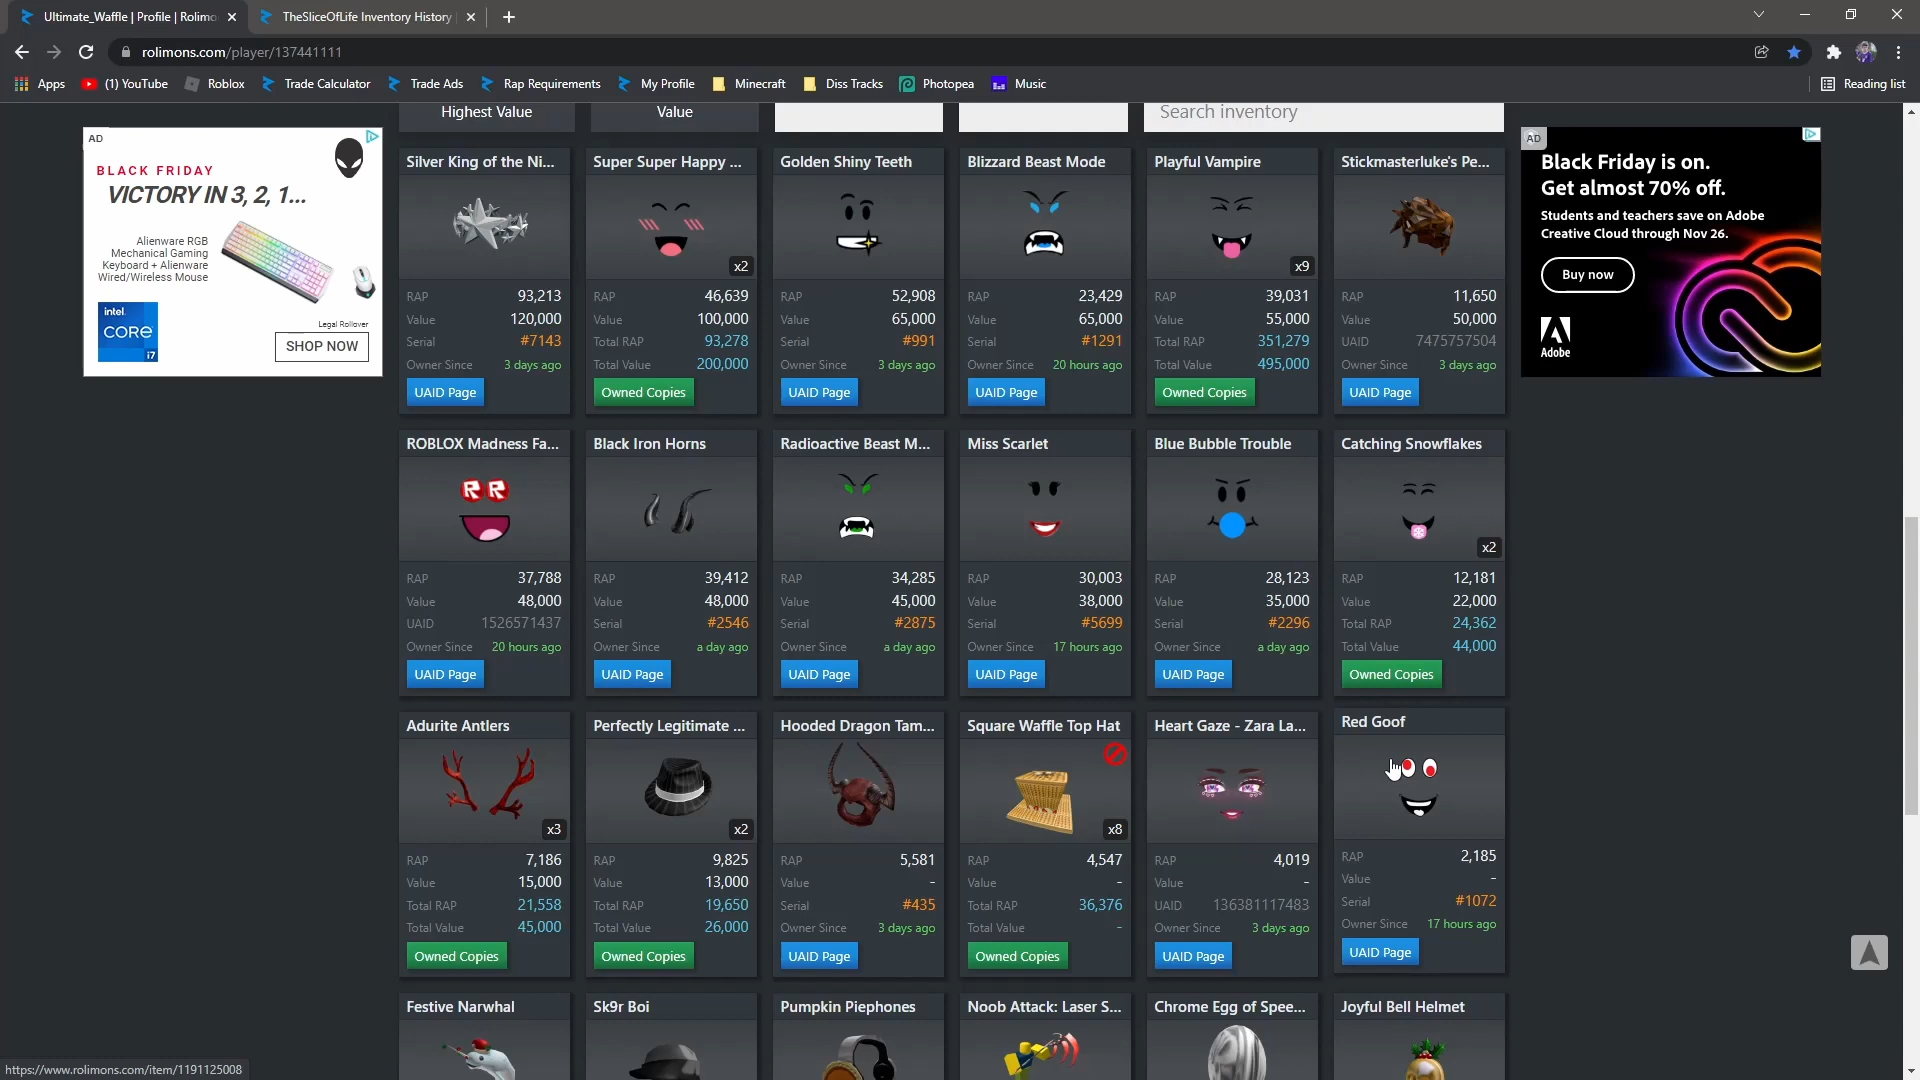 Ultimate_Waffle | Profile | Rolimo
TheSliceOfLife Inventory History
rolimons.com/player/137441111
Apps
(1) YouTube
Roblox
Trade Calculator
Trade Ads
Rap Requirements
My Profile
Minecraft
Diss Tracks
Photopea
Music
Reading list
Highest Value
Value
Search inventory
AD
BLACK FRIDAY
VICTORY IN 3, 2, 1...
Alienware RGB
Mechanical Gaming
Keyboard + Alienware
Wired/Wireless Mouse
intel.
CORE
i7
Legal Rollover
SHOP NOW
Silver King of the Ni...
RAP 93,213
Value 120,000
Serial #7143
Owner Since 3 days ago
UAID Page
Super Super Happy ...
x2
RAP 46,639
Value 100,000
Total RAP 93,278
Total Value 200,000
Owned Copies
Golden Shiny Teeth
RAP 52,908
Value 65,000
Serial #991
Owner Since 3 days ago
UAID Page
Blizzard Beast Mode
RAP 23,429
Value 65,000
Serial #1291
Owner Since 20 hours ago
UAID Page
Playful Vampire
x9
RAP 39,031
Value 55,000
Total RAP 351,279
Total Value 495,000
Owned Copies
Stickmasterluke's Pe...
RAP 11,650
Value 50,000
UAID 7475757504
Owner Since 3 days ago
UAID Page
AD
Black Friday is on.
Get almost 70% off.
Students and teachers save on Adobe
Creative Cloud through Nov 26.
Buy now
Adobe
ROBLOX Madness Fa...
RAP 37,788
Value 48,000
UAID 1526571437
Owner Since 20 hours ago
UAID Page
Black Iron Horns
RAP 39,412
Value 48,000
Serial #2546
Owner Since a day ago
UAID Page
Radioactive Beast M...
RAP 34,285
Value 45,000
Serial #2875
Owner Since a day ago
UAID Page
Miss Scarlet
RAP 30,003
Value 38,000
Serial #5699
Owner Since 17 hours ago
UAID Page
Blue Bubble Trouble
RAP 28,123
Value 35,000
Serial #2296
Owner Since a day ago
UAID Page
Catching Snowflakes
x2
RAP 12,181
Value 22,000
Total RAP 24,362
Total Value 44,000
Owned Copies
Adurite Antlers
x3
RAP 7,186
Value 15,000
Total RAP 21,558
Total Value 45,000
Owned Copies
Perfectly Legitimate ...
x2
RAP 9,825
Value 13,000
Total RAP 19,650
Total Value 26,000
Owned Copies
Hooded Dragon Tam...
RAP 5,581
Value -
Serial #435
Owner Since 3 days ago
UAID Page
Square Waffle Top Hat
x8
RAP 4,547
Value -
Total RAP 36,376
Total Value -
Owned Copies
Heart Gaze - Zara La...
RAP 4,019
Value -
UAID 136381117483
Owner Since 3 days ago
UAID Page
Red Goof
RAP 2,185
Value -
Serial #1072
Owner Since 17 hours ago
UAID Page
Festive Narwhal
Sk9r Boi
Pumpkin Piephones
Noob Attack: Laser S...
Chrome Egg of Spee...
Joyful Bell Helmet
https://www.rolimons.com/item/1191125008